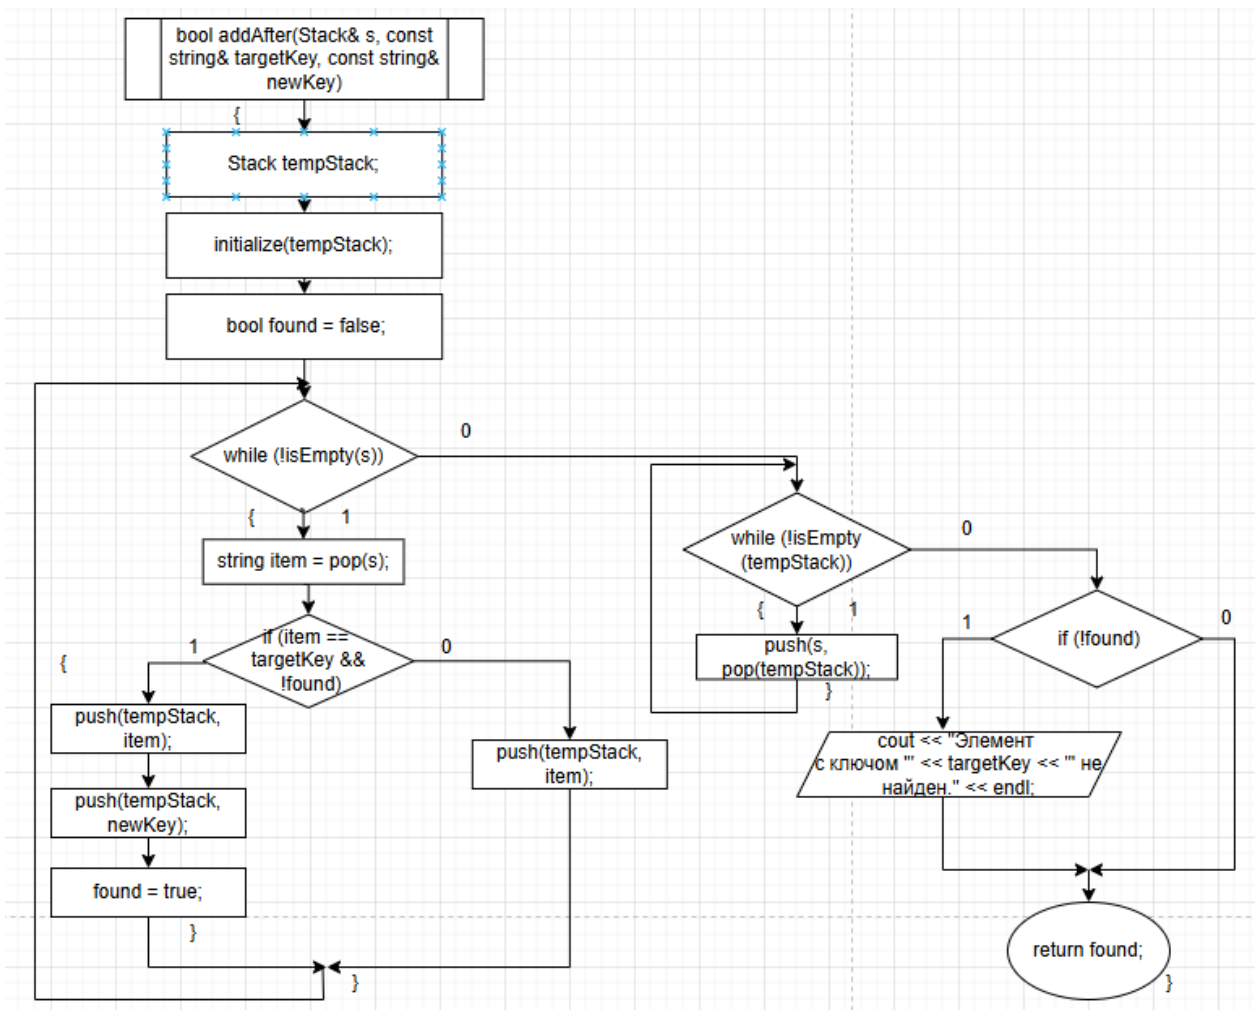 bool addAfter(Stack& s, const
string& targetKey, const string&
newKey)
{
Stack tempStack;
initialize(tempStack);
bool found = false;
while (!isEmpty(s))
0
{
1
string item = pop(s);
if (item ==
targetKey &&
!found)
1
0
{
push(tempStack,
item);
push(tempStack,
newKey);
found = true;
}
push(tempStack,
item);
}
while (!isEmpty
(tempStack))
0
{
1
push(s,
pop(tempStack));
}
if (!found)
1
0
cout << "Элемент
с ключом '" << targetKey << "' не
найден." << endl;
return found;
}